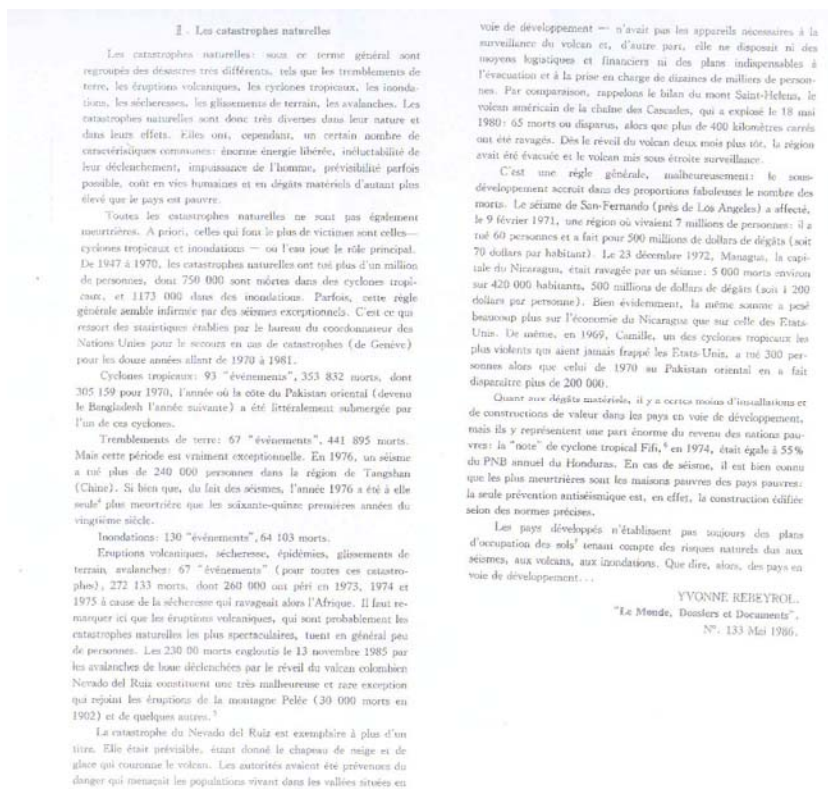 1. Les catastrophes naturelles
Les catastrophes naturelles: sous ce terme général sont
regroupés des désastres très différents, tels que les tremblements de
terre, les éruptions volcaniques, les cyclones tropicaux, les inonda-
tions, les sécheresses, les glissements de terrain, les avalanches. Les
catastrophes naturelles sont donc très diverses dans leur nature et
dans leurs effets. Elles ont, cependant, un certain nombre de
caractéristiques communes: énorme énergie libérée, inéluctabilité de
leur déclenchement, impuissance de l'homme, prévisibilité parfois
possible, coût en vies humaines et en dégâts matériels d'autant plus
élevé que le pays est pauvre.
Toutes les catastrophes naturelles ne sont pas également
meurtrières. A priori, celles qui font le plus de victimes sont celles—
cyclones tropicaux et inondations — où l'eau joue le rôle principal.
De 1947 à 1970, les catastrophes naturelles ont tué plus d'un million
de personnes, dont 750 000 sont mortes dans des cyclones tropi-
caux, et 1173 000 dans des inondations. Parfois, cette règle
générale semble infirmée par des séismes exceptionnels. C'est ce qui
ressort des statistiques établies par le bureau du coordonnateur des
Nations Unies pour le secours en cas de catastrophes (de Genève)
pour les douze années allant de 1970 à 1981.
Cyclones tropicaux: 93 "événements", 353 832 morts, dont
305 159 pour 1970, l'année où la côte du Pakistan oriental (devenu
le Bangladesh l'année suivante) a été littéralement submergée par
l'un de ces cyclones.
Tremblements de terre: 67 "événements", 441 895 morts.
Mais cette période est vraiment exceptionnelle. En 1976, un séisme
a tué plus de 240 000 personnes dans la région de Tangshan
(Chine). Si bien que, du fait des séismes, l'année 1976 a été à elle
seule plus meurtrière que les soixante-quinze premières années du
vingtième siècle.
Inondations: 130 "événements", 64 103 morts.
Eruptions volcaniques, sécheresse, épidémies, glissements de
terrain, avalanches: 67 "événements" (pour toutes ces catastro-
phes), 272 133 morts, dont 260 000 ont péri en 1973, 1974 et
1975 à cause de la sécheresse qui ravageait alors l'Afrique. Il faut re-
marquer ici que les éruptions volcaniques, qui sont probablement les
catastrophes naturelles les plus spectaculaires, tuent en général peu
de personnes. Les 230 00 morts engloutis le 13 novembre 1985 par
les avalanches de boue déclenchées par le réveil du valcan colombien
Nevado del Ruiz constituent une très malheureuse et rare exception
qui rejoint les éruptions de la montagne Pelée (30 000 morts en
1902) et de quelques autres.
La catastrophe du Nevado del Ruiz est exemplaire à plus d'un
titre. Elle était prévisible, étant donné le chapeau de neige et de
glace qui couronne le volcan. Les autorités avaient été prévenues du
danger qui menaçait les populations vivant dans les vallées situées en
voie de développement — n'avait pas les appareils nécessaires à la
surveillance du volcan et, d'autre part, elle ne disposait ni des
moyens logistiques et financiers ni des plans indispensables à
l'évacuation et à la prise en charge de dizaines de milliers de person-
nes. Par comparaison, rappelons le bilan du mont Saint-Helens, le
volcan américain de la chaîne des Cascades, qui a explosé le 18 mai
1980: 65 morts ou disparus, alors que plus de 400 kilomètres carrés
ont été ravagés. Dès le réveil du volcan deux mois plus tôt, la région
avait été évacuée et le volcan mis sous étroite surveillance.
C'est une règle générale, malheureusement: le sous-
développement accroît dans des proportions fabuleuses le nombre des
morts. Le séisme de San-Fernando (près de Los Angeles) a affecté,
le 9 février 1971, une région où vivaient 7 millions de personnes: il a
tué 60 personnes et a fait pour 500 millions de dollars de dégâts (soit
70 dollars par habitant). Le 23 décembre 1972, Managua, la capi-
tale du Nicaragua, était ravagée par un séisme: 5 000 morts environ
sur 420 000 habitants, 500 millions de dollars de dégâts (soit 1 200
dollars par personne). Bien évidemment, la même somme a pesé
beaucoup plus sur l'économie du Nicaragua que sur celle des Etats-
Unis. De même, en 1969, Camille, un des cyclones tropicaux les
plus violents qui aient jamais frappé les Etats-Unis, a tué 300 per-
sonnes alors que celui de 1970 au Pakistan oriental en a fait
disparaître plus de 200 000.
Quant aux dégâts matériels, il y a certes moins d'installations et
de constructions de valeur dans les pays en voie de développement,
mais ils y représentent une part énorme du revenu des nations pau-
vres: la "note" de cyclone tropical Fifi,⁶ en 1974, était égale à 55%
du PNB annuel du Honduras. En cas de séisme, il est bien connu
que les plus meurtrières sont les maisons pauvres des pays pauvres:
la seule prévention antiséismique est, en effet, la construction édifiée
selon des normes précises.
Les pays développés n'établissent pas toujours des plans
d'occupation des sols tenant compte des risques naturels dus aux
séismes, aux volcans, aux inondations. Que dire, alors, des pays en
voie de développement...
YVONNE REBEYROL.
"Le Monde, Dossiers et Documents",
N°. 133 Mai 1986.